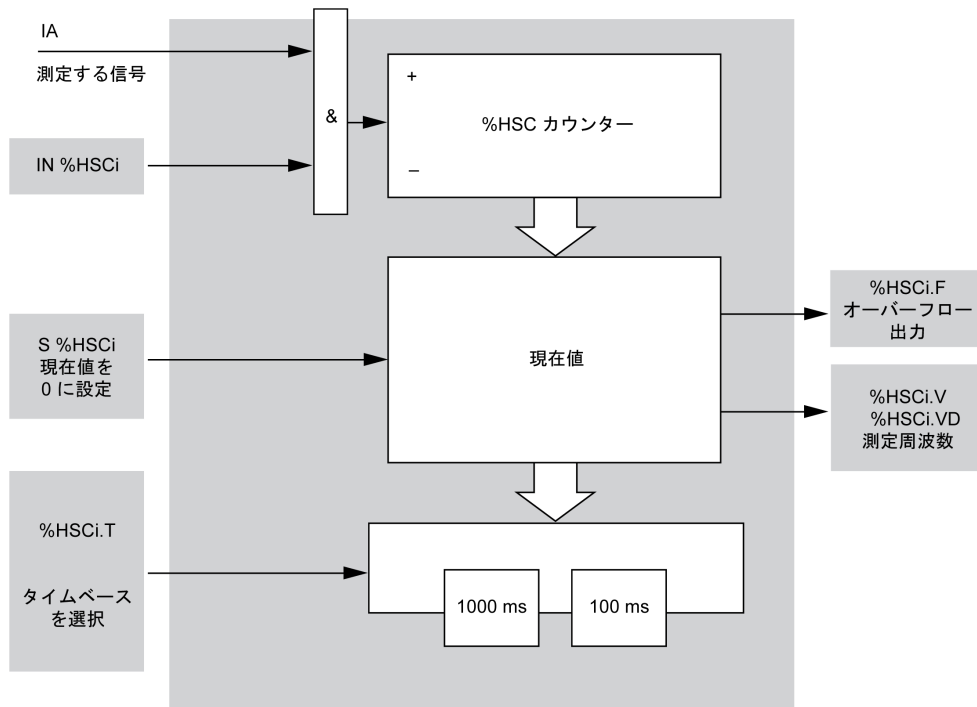 IA
測定する信号
&
IN %HSCi
+
%HSC カウンター
–
S %HSCi
現在値を
0 に設定
現在値
%HSCi.F
オーバーフロー
出力
%HSCi.V
%HSCi.VD
測定周波数
%HSCi.T
タイムベース
を選択
1000 ms
100 ms